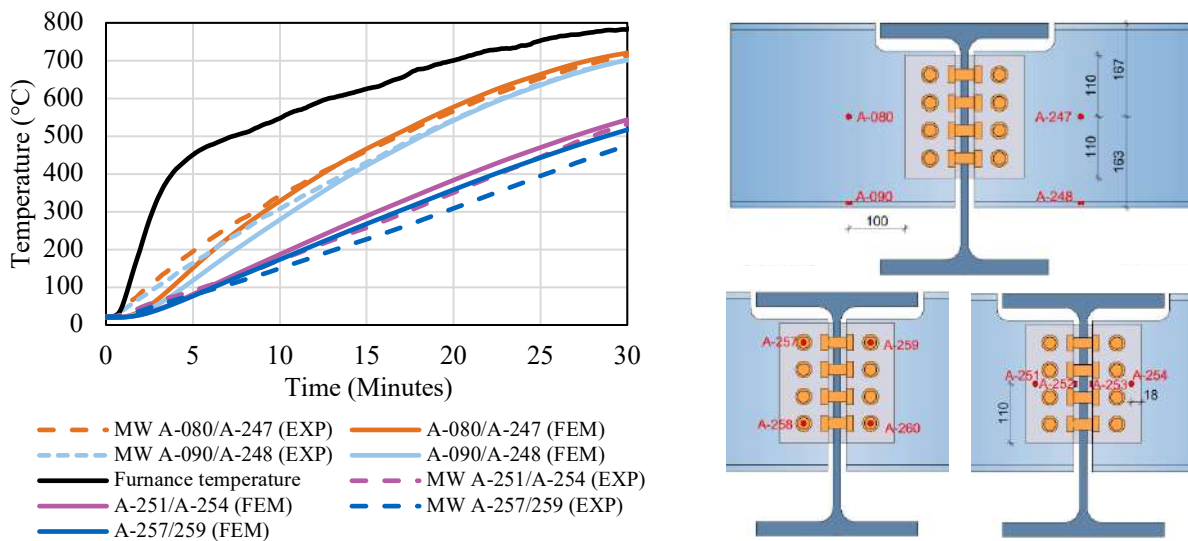 800
700
600
500
400
300
200
100
0
Temperature (°C)
0 5 10 15 20 25 30
Time (Minutes)
MW A-080/A-247 (EXP)
A-080/A-247 (FEM)
MW A-090/A-248 (EXP)
A-090/A-248 (FEM)
Furnance temperature
MW A-251/A-254 (EXP)
A-251/A-254 (FEM)
MW A-257/259 (EXP)
A-257/259 (FEM)
A-080
A-247
110
167
110
163
A-090
A-248
100
A-257
A-259
A-258
A-260
A-251
A-252
A-253
A-254
18
110